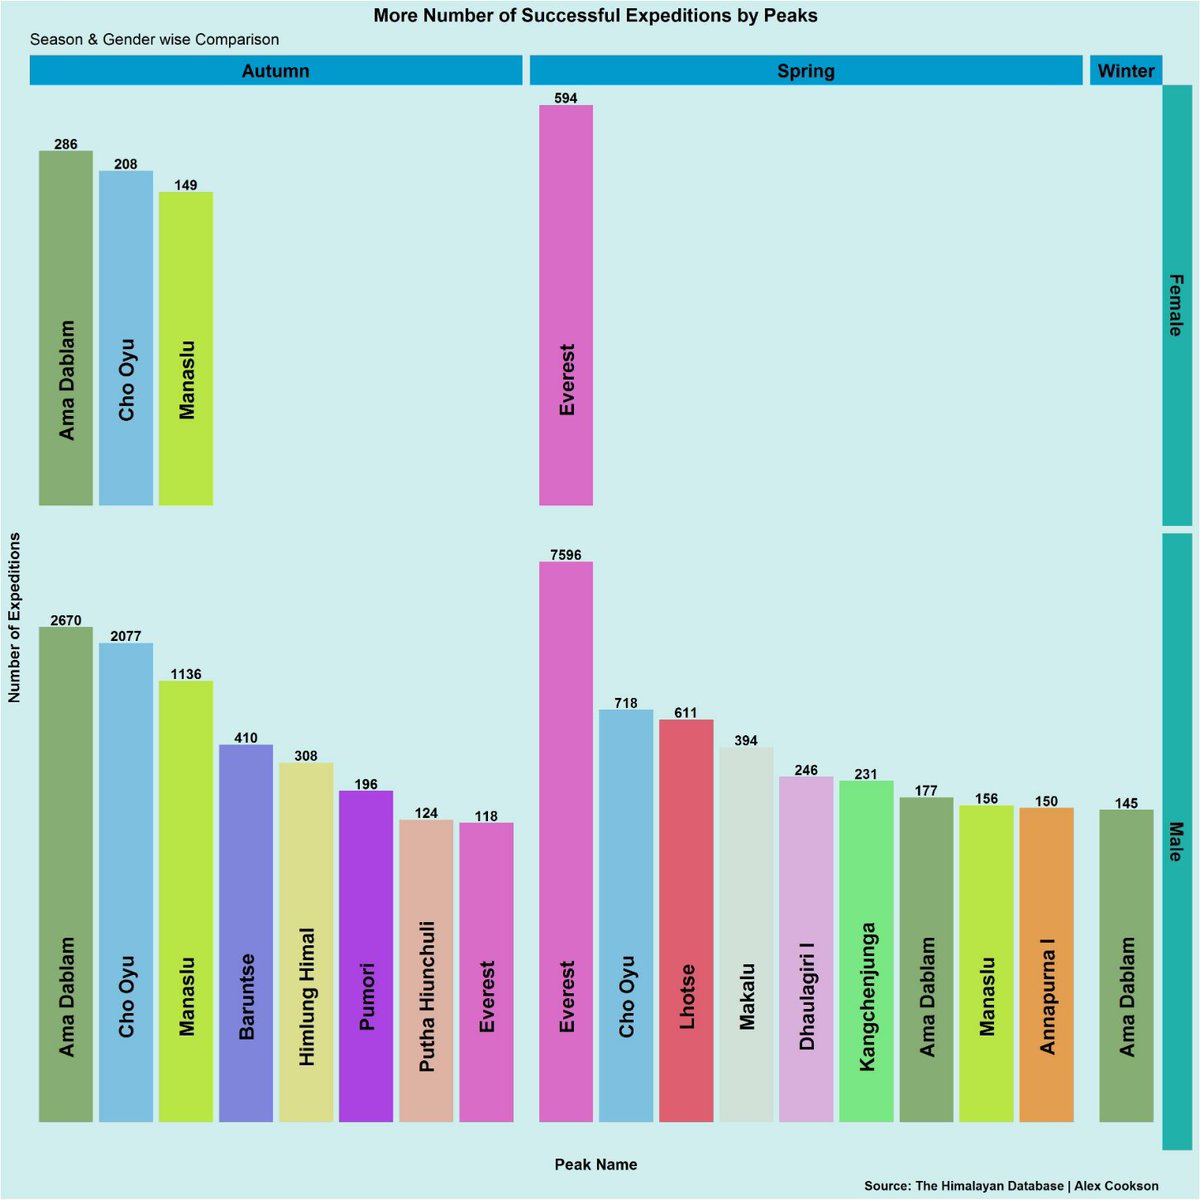 More Number of Successful Expeditions by Peaks
Season & Gender wise Comparison
Autumn
Spring
Winter
594
286
208
149
Ama Dablam
Cho Oyu
Manaslu
Everest
Female
Number of Expeditions
7596
2670
2077
1136
410
308
196
124
118
718
611
394
246
231
177
156
150
145
Ama Dablam
Cho Oyu
Manaslu
Baruntse
Himlung Himal
Pumori
Putha Hiunchuli
Everest
Everest
Cho Oyu
Lhotse
Makalu
Dhaulagiri I
Kangchenjunga
Ama Dablam
Manaslu
Annapurna I
Ama Dablam
Male
Peak Name
Source: The Himalayan Database | Alex Cookson